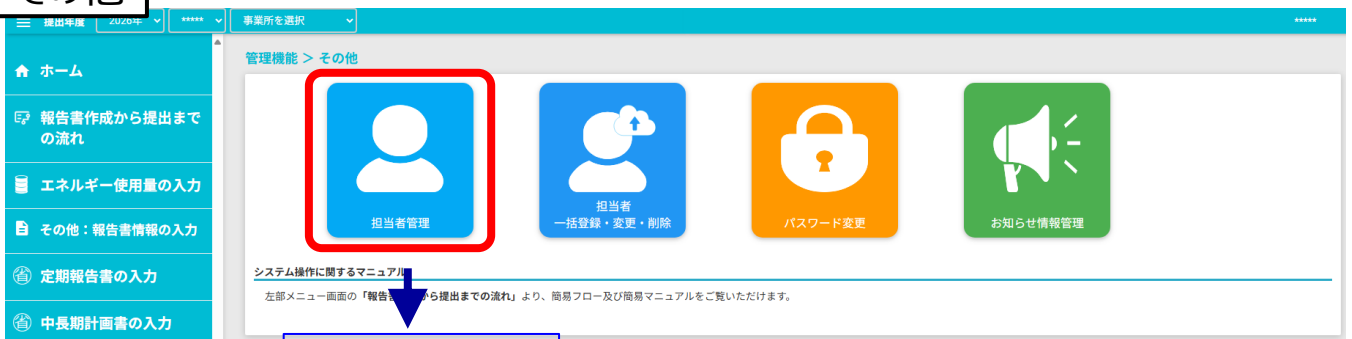 その他
提出年度 2026年 ***** 事業所を選択 *****
管理機能 > その他
ホーム
報告書作成から提出まで
の流れ
エネルギー使用量の入力
その他：報告書情報の入力
定期報告書の入力
中長期計画書の入力
担当者管理
担当者
一括登録・変更・削除
パスワード変更
お知らせ情報管理
システム操作に関するマニュアル
左部メニュー画面の「報告書 から提出までの流れ」より、簡易フロー及び簡易マニュアルをご覧いただけます。